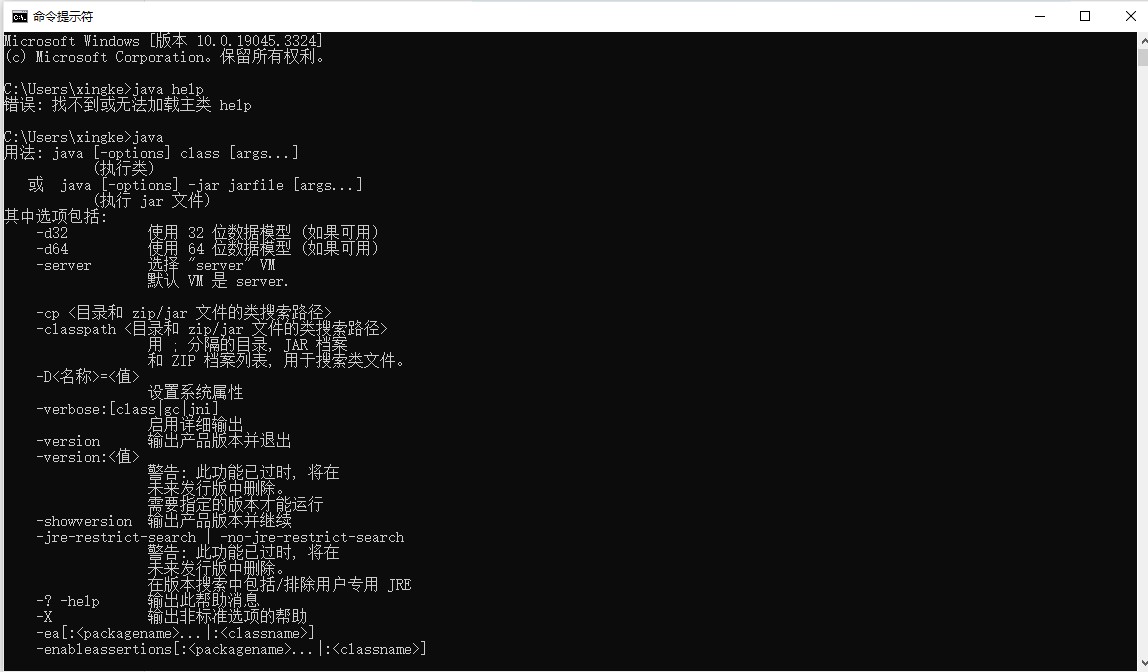 命令提示符
Microsoft Windows [版本 10.0.19045.3324]
(c) Microsoft Corporation。保留所有权利。
C:\Users\xingke>java help
错误: 找不到或无法加载主类 help
C:\Users\xingke>java
用法: java [-options] class [args...]
(执行类)
或 java [-options] -jar jarfile [args...]
(执行 jar 文件)
其中选项包括:
-d32 使用 32 位数据模型 (如果可用)
-d64 使用 64 位数据模型 (如果可用)
-server 选择 "server" VM
默认 VM 是 server.
-cp <目录和 zip/jar 文件的类搜索路径>
-classpath <目录和 zip/jar 文件的类搜索路径>
用 ; 分隔的目录, JAR 档案
和 ZIP 档案列表, 用于搜索类文件。
-D<名称>=<值>
设置系统属性
-verbose:[class|gc|jni]
启用详细输出
-version 输出产品版本并退出
-version:<值>
警告: 此功能已过时, 将在
未来发行版中删除。
需要指定的版本才能运行
-showversion 输出产品版本并继续
-jre-restrict-search | -no-jre-restrict-search
警告: 此功能已过时, 将在
未来发行版中删除。
在版本搜索中包括/排除用户专用 JRE
-? -help 输出此帮助消息
-X 输出非标准选项的帮助
-ea[:<packagename>...|:<classname>]
-enableassertions[:<packagename>...|:<classname>]